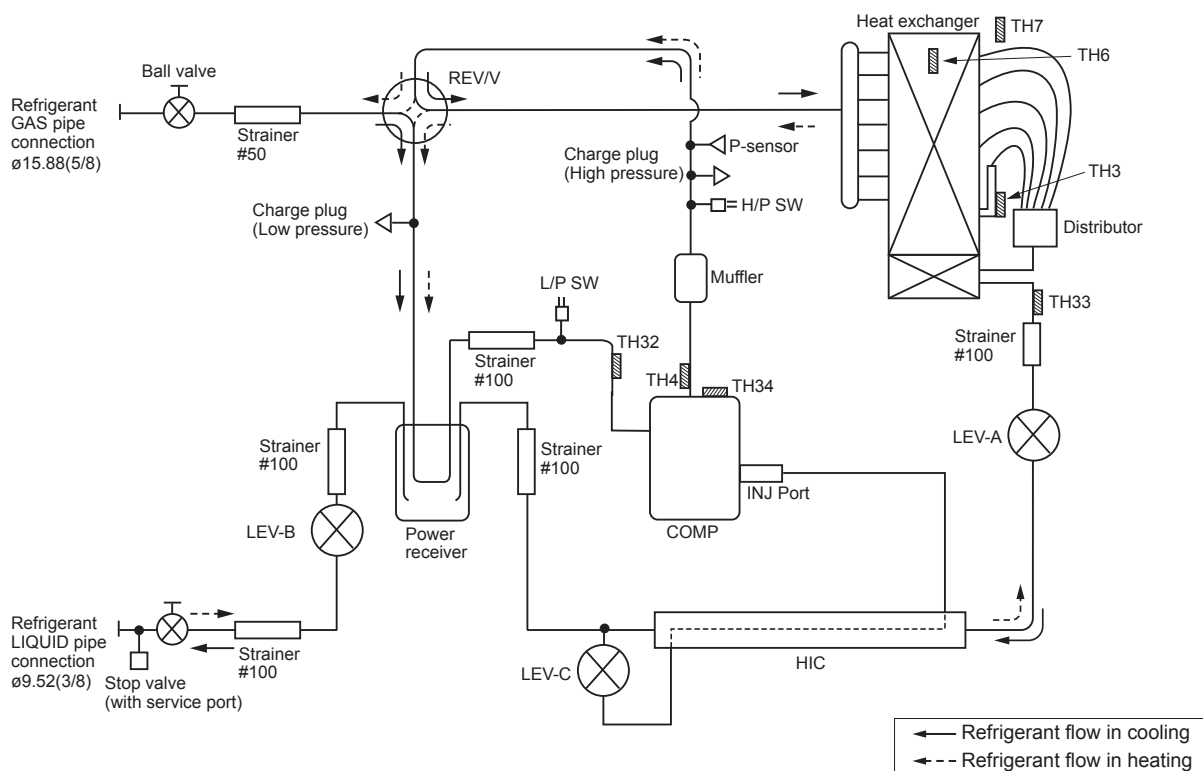 Heat exchanger
TH7
TH6
Ball valve
REV/V
Refrigerant
GAS pipe
connection
ø15.88(5/8)
Strainer
#50
P-sensor
Charge plug
(High pressure)
TH3
H/P SW
Charge plug
(Low pressure)
Distributor
Muffler
L/P SW
TH33
TH32
Strainer
#100
Strainer
#100
TH4
TH34
LEV-A
Strainer
#100
Strainer
#100
INJ Port
LEV-B
COMP
Power
receiver
Refrigerant
LIQUID pipe
connection
ø9.52(3/8)
Strainer
#100
HIC
LEV-C
Stop valve
(with service port)
Refrigerant flow in cooling
Refrigerant flow in heating